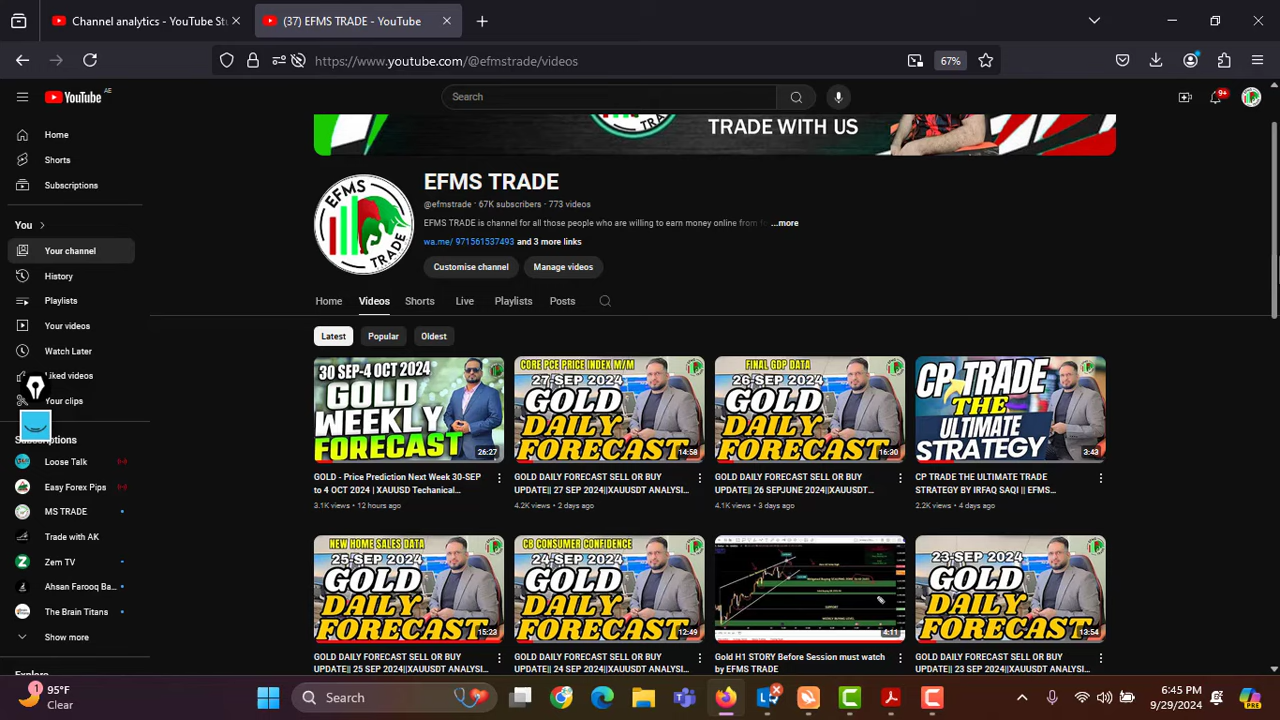 Channel analytics - YouTube St
(37) EFMS TRADE - YouTube
https://www.youtube.com/@efmstrade/videos
67%
YouTube AE
Search
9+
Home
Shorts
Subscriptions
You
Your channel
History
Playlists
Your videos
Watch Later
Liked videos
Your clips
Subscriptions
Loose Talk
Easy Forex Pips
MS TRADE
Trade with AK
Zem TV
Ahsan Farooq Ba...
The Brain Titans
Show more
Explore
TRADE WITH US
EFMS
TRADE
EFMS TRADE
@efmstrade · 67K subscribers · 773 videos
EFMS TRADE is channel for all those people who are willing to earn money online from
...more
wa.me/ 971561537493 and 3 more links
Customise channel
Manage videos
Home
Videos
Shorts
Live
Playlists
Posts
Latest
Popular
Oldest
30 SEP-4 OCT 2024
GOLD
WEEKLY
FORECAST
26:27
GOLD - Price Prediction Next Week 30-SEP
to 4 OCT 2024 | XAUUSD Techanical...
3.1K views · 12 hours ago
CORE PCE PRICE INDEX M/M
27-SEP 2024
GOLD
DAILY
FORECAST
14:58
GOLD DAILY FORECAST SELL OR BUY
UPDATE|| 27 SEP 2024||XAUUSDT ANALYSI...
4.2K views · 2 days ago
FINAL GDP DATA
26-SEP 2024
GOLD
DAILY
FORECAST
16:30
GOLD DAILY FORECAST SELL OR BUY
UPDATE|| 26 SEPJUNE 2024||XAUUSDT...
4.1K views · 3 days ago
CP TRADE
THE
ULTIMATE
STRATEGY
3:43
CP TRADE THE ULTIMATE TRADE
STRATEGY BY IRFAQ SAQI || EFMS...
2.2K views · 4 days ago
NEW HOME SALES DATA
25-SEP 2024
GOLD
DAILY
FORECAST
15:23
GOLD DAILY FORECAST SELL OR BUY
UPDATE|| 25 SEP 2024||XAUUSDT ANALYSI...
CB CONSUMER CONFIDENCE
24-SEP 2024
GOLD
DAILY
FORECAST
12:49
GOLD DAILY FORECAST SELL OR BUY
UPDATE|| 24 SEP 2024||XAUUSDT ANALYSI...
SUPPORT
WEEKLY BUYING LEVEL
4:11
Gold H1 STORY Before Session must watch
by EFMS TRADE
23-SEP 2024
GOLD
DAILY
FORECAST
13:54
GOLD DAILY FORECAST SELL OR BUY
UPDATE|| 23 SEP 2024||XAUUSDT ANALYSI...
1
95°F
Clear
Search
6:45 PM
9/29/2024
PRE